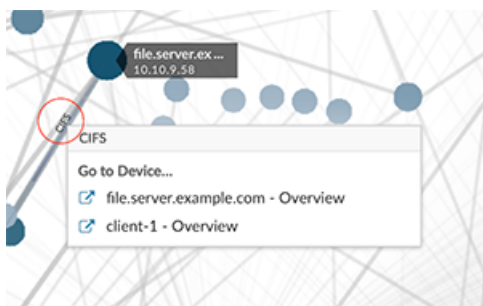 file.server.ex ...
10.10.9.58
CIFS
CIFS
Go to Device...
file.server.example.com - Overview
client-1 - Overview